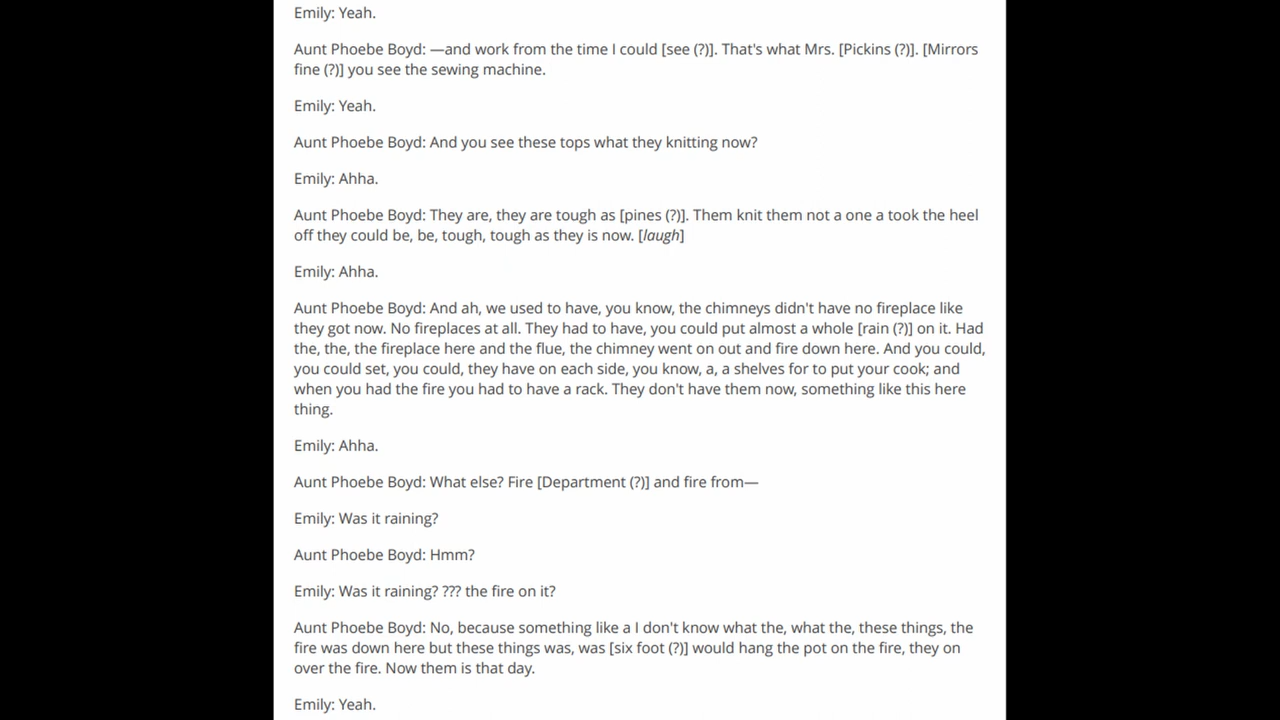 Emily: Yeah.
Aunt Phoebe Boyd: —and work from the time I could [see (?)]. That's what Mrs. [Pickins (?)]. [Mirrors
fine (?)] you see the sewing machine.
Emily: Yeah.
Aunt Phoebe Boyd: And you see these tops what they knitting now?
Emily: Ahha.
Aunt Phoebe Boyd: They are, they are tough as [pines (?)]. Them knit them not a one a took the heel
off they could be, be, tough, tough as they is now. [laugh]
Emily: Ahha.
Aunt Phoebe Boyd: And ah, we used to have, you know, the chimneys didn't have no fireplace like
they got now. No fireplaces at all. They had to have, you could put almost a whole [rain (?)] on it. Had
the, the, the fireplace here and the flue, the chimney went on out and fire down here. And you could,
you could set, you could, they have on each side, you know, a, a shelves for to put your cook; and
when you had the fire you had to have a rack. They don't have them now, something like this here
thing.
Emily: Ahha.
Aunt Phoebe Boyd: What else? Fire [Department (?)] and fire from—
Emily: Was it raining?
Aunt Phoebe Boyd: Hmm?
Emily: Was it raining? ??? the fire on it?
Aunt Phoebe Boyd: No, because something like a I don't know what the, what the, these things, the
fire was down here but these things was, was [six foot (?)] would hang the pot on the fire, they on
over the fire. Now them is that day.
Emily: Yeah.